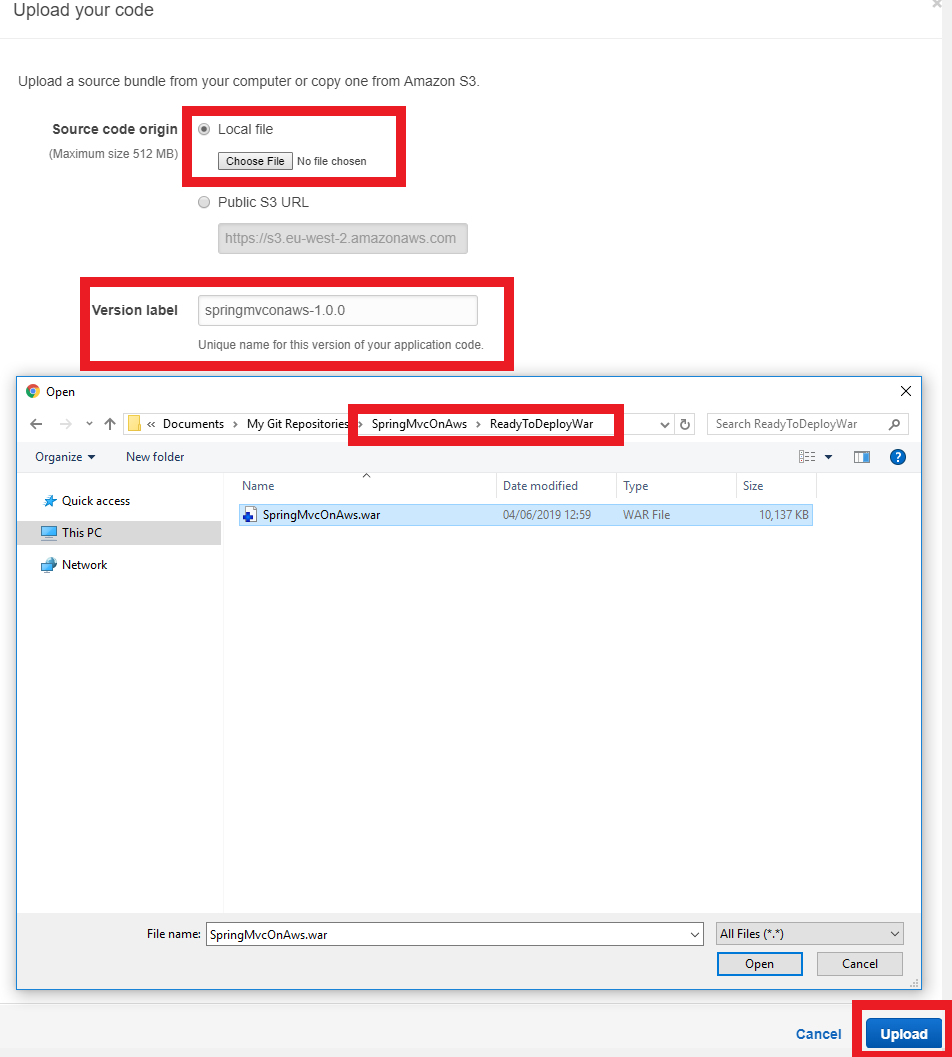 Upload your code
Upload a source bundle from your computer or copy one from Amazon S3.
Source code origin
(Maximum size 512 MB)
Local file
Choose File No file chosen
Public S3 URL
https://s3.eu-west-2.amazonaws.com
Version label
springmvconaws-1.0.0
Unique name for this version of your application code.
Open
« Documents › My Git Repositories › SpringMvcOnAws › ReadyToDeployWar
Search ReadyToDeployWar
Organize New folder
?
Quick access
This PC
Network
Name Date modified Type Size
SpringMvcOnAws.war 04/06/2019 12:59 WAR File 10,137 KB
File name: SpringMvcOnAws.war
All Files (*.*)
Open Cancel
Cancel Upload